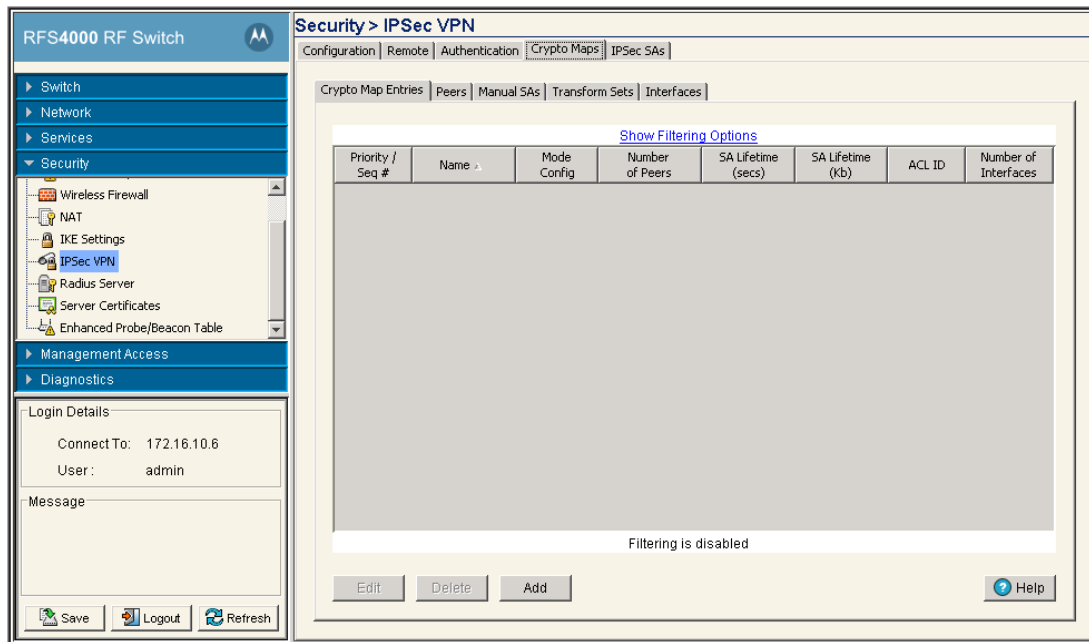 RFS4000 RF Switch
Switch
Network
Services
Security
Wireless Firewall
NAT
IKE Settings
IPSec VPN
Radius Server
Server Certificates
Enhanced Probe/Beacon Table
Management Access
Diagnostics
Login Details
Connect To: 172.16.10.6
User : admin
Message
Save Logout Refresh
Security > IPSec VPN
Configuration Remote Authentication Crypto Maps IPSec SAs
Crypto Map Entries Peers Manual SAs Transform Sets Interfaces
Show Filtering Options
Priority / Seq # Name Mode Config Number of Peers SA Lifetime (secs) SA Lifetime (Kb) ACL ID Number of Interfaces
Filtering is disabled
Edit Delete Add Help